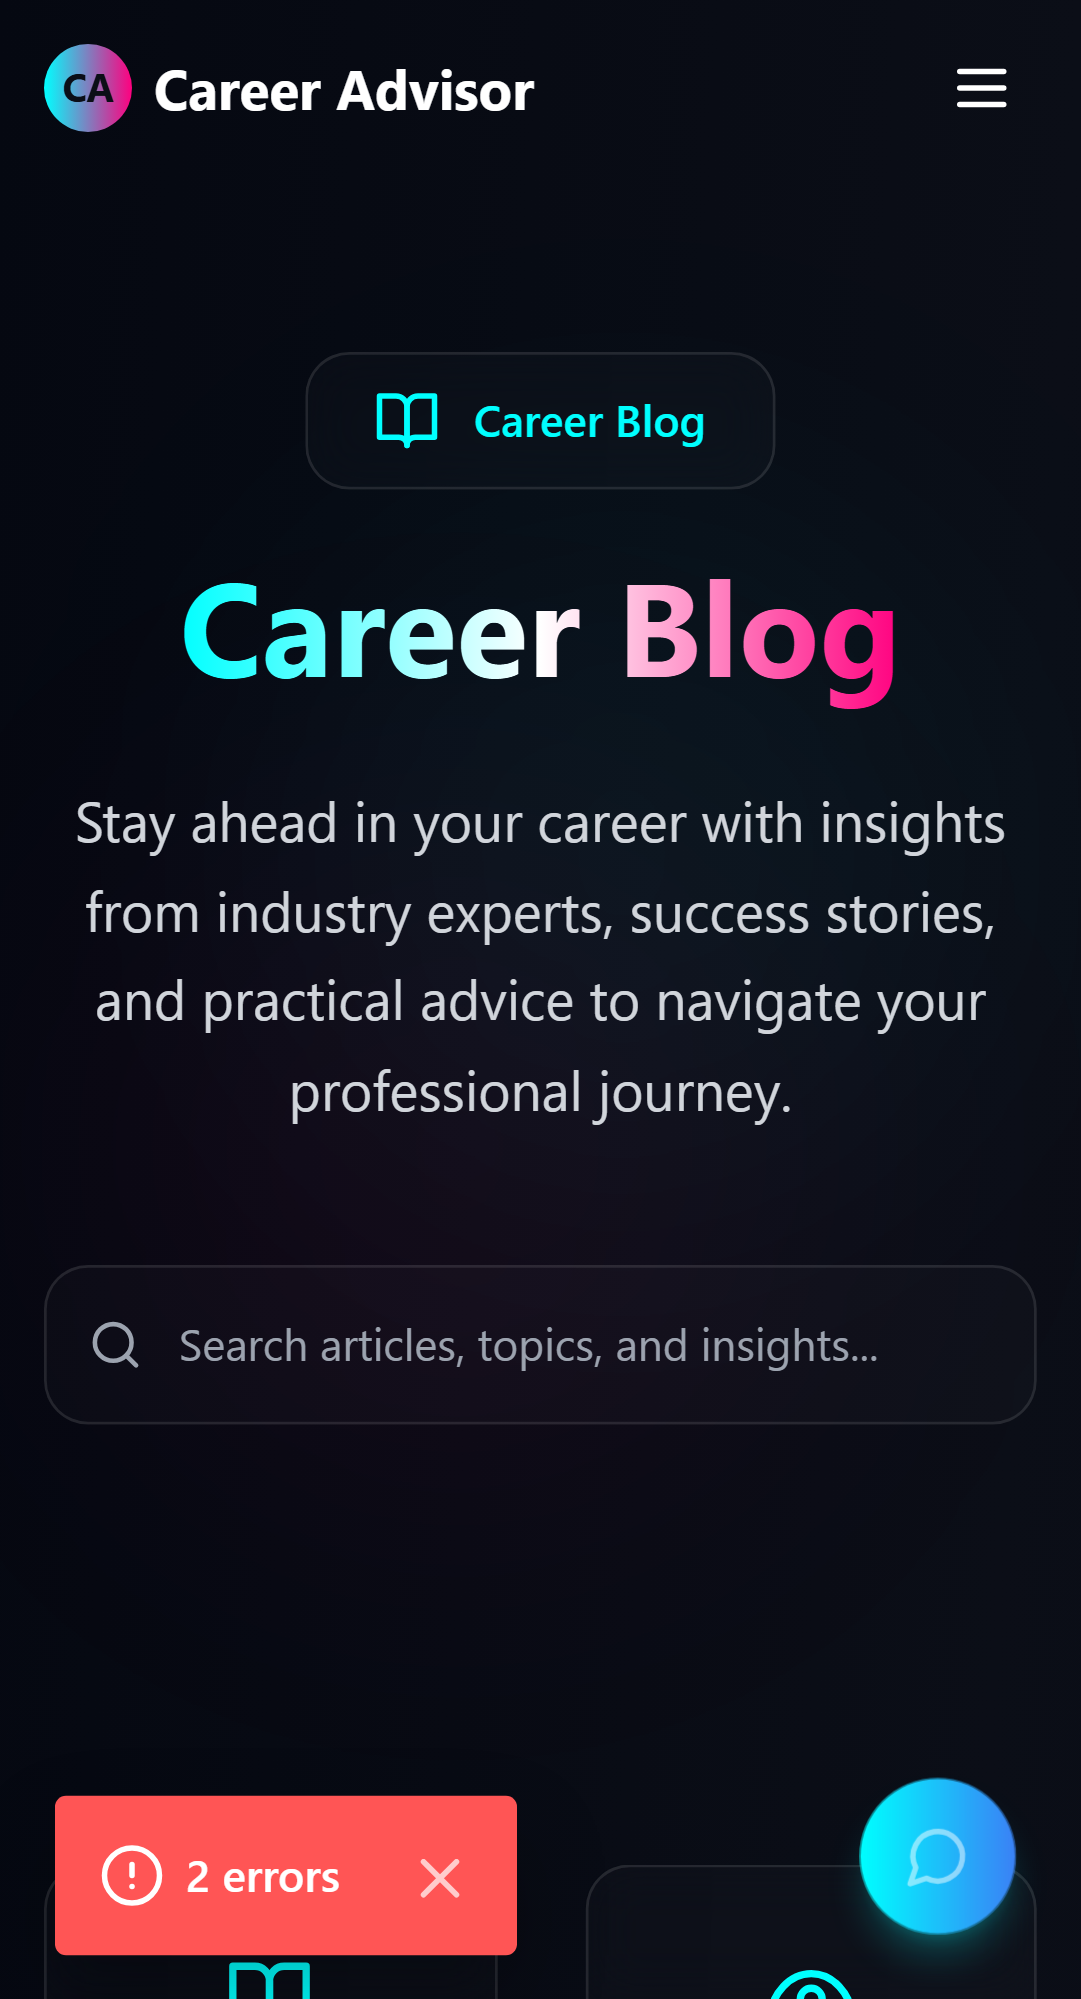 CA Career Advisor
Career Blog
Career Blog
Stay ahead in your career with insights
from industry experts, success stories,
and practical advice to navigate your
professional journey.
Search articles, topics, and insights...
2 errors